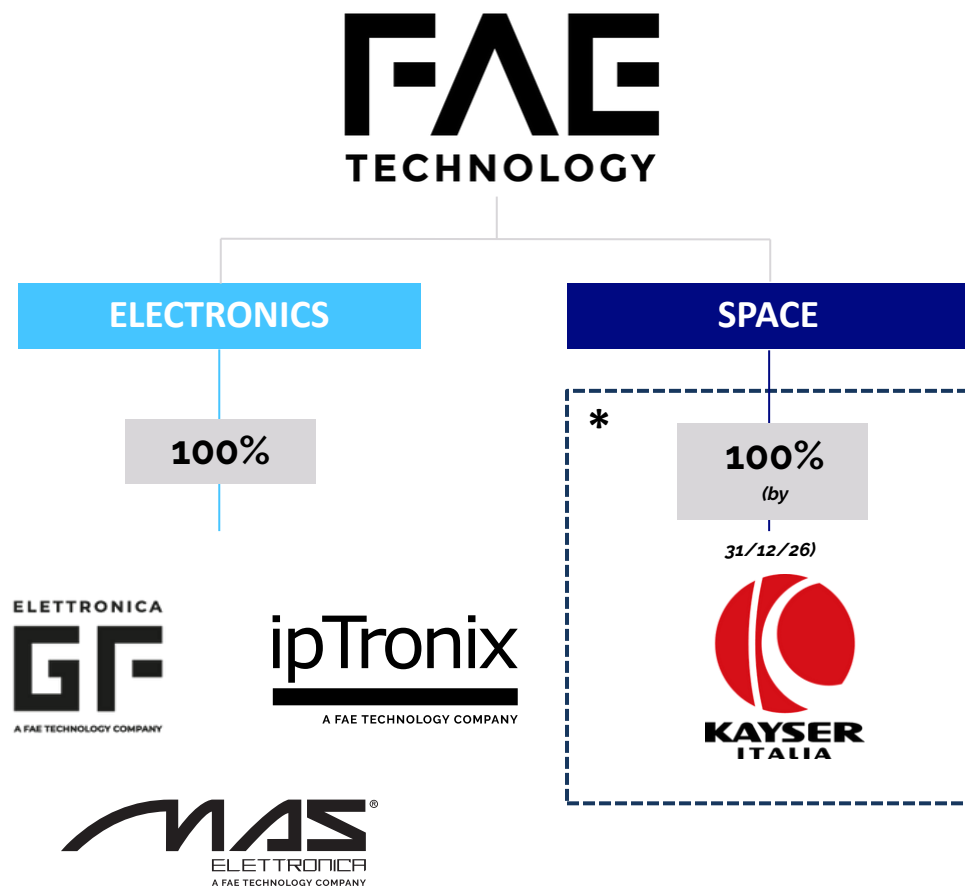 FAE
TECHNOLOGY
ELECTRONICS
SPACE
100%
*
100%
(by
31/12/26)
ELETTRONICA
GF
A FAE TECHNOLOGY COMPANY
ipTronix
A FAE TECHNOLOGY COMPANY
KAYSER
ITALIA
MAS®
ELETTRONICA
A FAE TECHNOLOGY COMPANY